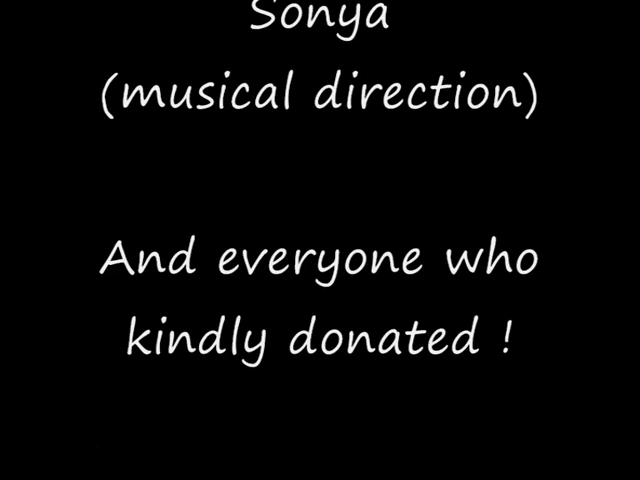 Sonya
(musical direction)
And everyone who
kindly donated !